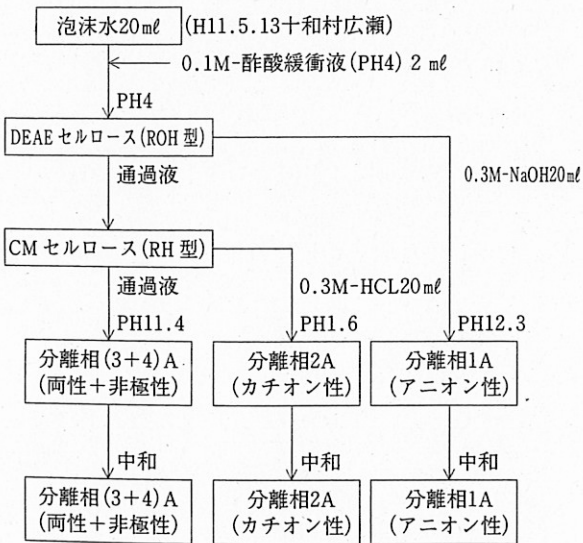 泡沫水20㎖ (H11.5.13十和村広瀬)
0.1M-酢酸緩衝液(PH4) 2 ㎖
PH4
DEAE セルロース(ROH 型)
通過液
0.3M-NaOH20㎖
CM セルロース(RH 型)
通過液
0.3M-HCL20㎖
PH11.4 PH1.6 PH12.3
分離相(3+4)A 分離相2A 分離相1A
(両性+非極性) (カチオン性) (アニオン性)
中和 中和 中和
分離相(3+4)A 分離相2A 分離相1A
(両性+非極性) (カチオン性) (アニオン性)